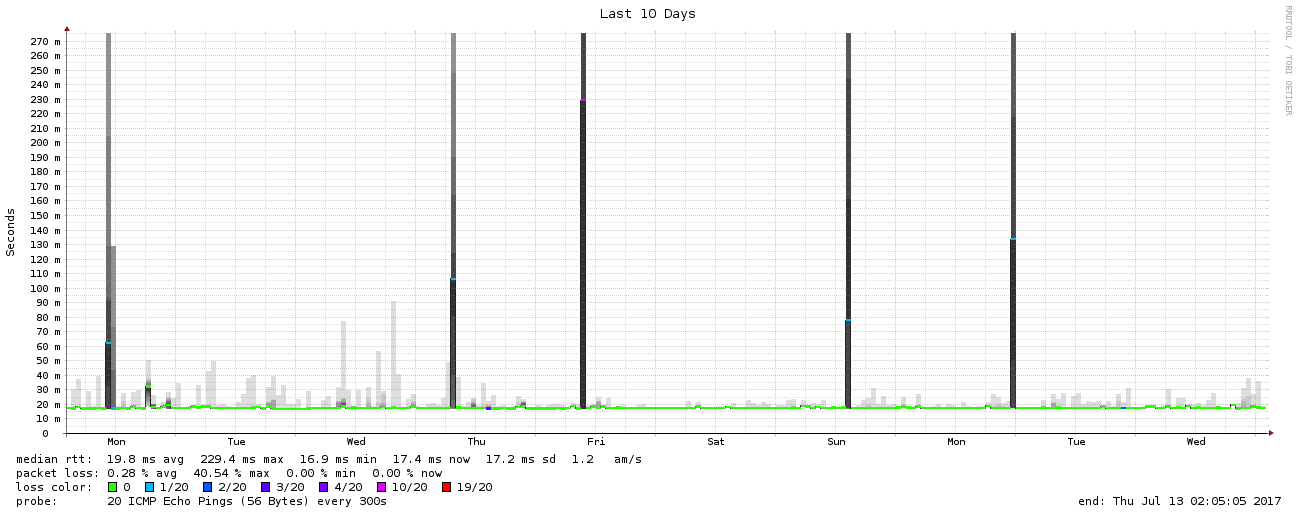 Last 10 Days
RRDTOOL / TOBI OETIKER
Seconds
270 m
260 m
250 m
240 m
230 m
220 m
210 m
200 m
190 m
180 m
170 m
160 m
150 m
140 m
130 m
120 m
110 m
100 m
90 m
80 m
70 m
60 m
50 m
40 m
30 m
20 m
10 m
0
Mon Tue Wed Thu Fri Sat Sun Mon Tue Wed
median rtt: 19.8 ms avg 229.4 ms max 16.9 ms min 17.4 ms now 17.2 ms sd 1.2 am/s
packet loss: 0.28 % avg 40.54 % max 0.00 % min 0.00 % now
loss color: 0 1/20 2/20 3/20 4/20 10/20 19/20
probe: 20 ICMP Echo Pings (56 Bytes) every 300s end: Thu Jul 13 02:05:05 2017